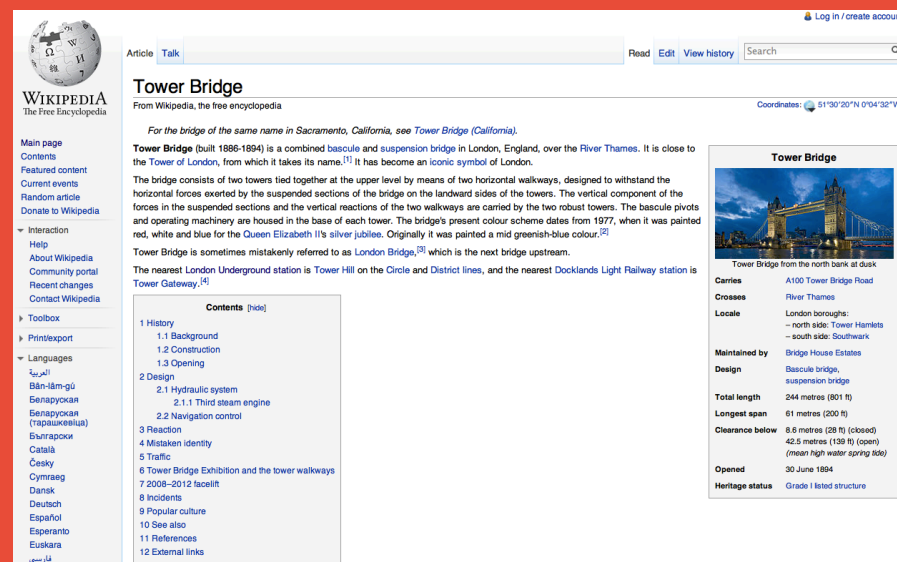 Log in / create accou
WIKIPEDIA
The Free Encyclopedia
Main page
Contents
Featured content
Current events
Random article
Donate to Wikipedia
Interaction
Help
About Wikipedia
Community portal
Recent changes
Contact Wikipedia
Toolbox
Print/export
Languages
العربية
Bân-lâm-gú
Беларуская
Беларуская
(тарашкевіца)
Български
Català
Česky
Cymraeg
Dansk
Deutsch
Español
Esperanto
Euskara
فارسی
Article Talk
Read Edit View history Search
Tower Bridge
From Wikipedia, the free encyclopedia
Coordinates: 51°30′20″N 0°04′32″W
For the bridge of the same name in Sacramento, California, see Tower Bridge (California).
Tower Bridge (built 1886-1894) is a combined bascule and suspension bridge in London, England, over the River Thames. It is close to
the Tower of London, from which it takes its name.[1] It has become an iconic symbol of London.
The bridge consists of two towers tied together at the upper level by means of two horizontal walkways, designed to withstand the
horizontal forces exerted by the suspended sections of the bridge on the landward sides of the towers. The vertical component of the
forces in the suspended sections and the vertical reactions of the two walkways are carried by the two robust towers. The bascule pivots
and operating machinery are housed in the base of each tower. The bridge's present colour scheme dates from 1977, when it was painted
red, white and blue for the Queen Elizabeth II's silver jubilee. Originally it was painted a mid greenish-blue colour.[2]
Tower Bridge is sometimes mistakenly referred to as London Bridge,[3] which is the next bridge upstream.
The nearest London Underground station is Tower Hill on the Circle and District lines, and the nearest Docklands Light Railway station is
Tower Gateway.[4]
Contents [hide]
1 History
1.1 Background
1.2 Construction
1.3 Opening
2 Design
2.1 Hydraulic system
2.1.1 Third steam engine
2.2 Navigation control
3 Reaction
4 Mistaken identity
5 Traffic
6 Tower Bridge Exhibition and the tower walkways
7 2008–2012 facelift
8 Incidents
9 Popular culture
10 See also
11 References
12 External links
Tower Bridge
Tower Bridge from the north bank at dusk
Carries A100 Tower Bridge Road
Crosses River Thames
Locale London boroughs:
– north side: Tower Hamlets
– south side: Southwark
Maintained by Bridge House Estates
Design Bascule bridge,
suspension bridge
Total length 244 metres (801 ft)
Longest span 61 metres (200 ft)
Clearance below 8.6 metres (28 ft) (closed)
42.5 metres (139 ft) (open)
(mean high water spring tide)
Opened 30 June 1894
Heritage status Grade I listed structure